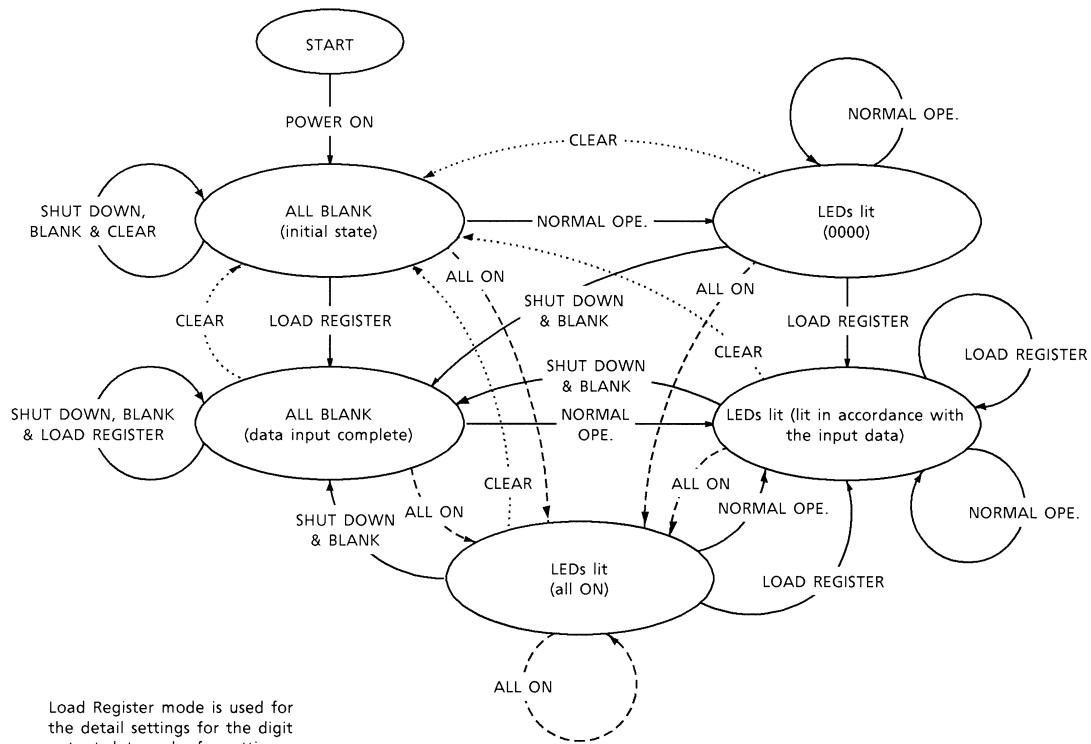 START
POWER ON
NORMAL OPE.
CLEAR
SHUT DOWN,
BLANK & CLEAR
ALL BLANK
(initial state)
NORMAL OPE.
LEDs lit
(0000)
ALL ON
ALL ON
SHUT DOWN
& BLANK
CLEAR
LOAD REGISTER
LOAD REGISTER
CLEAR
LOAD REGISTER
SHUT DOWN
& BLANK
SHUT DOWN, BLANK
& LOAD REGISTER
ALL BLANK
(data input complete)
NORMAL
OPE.
LEDs lit (lit in accordance with
the input data)
CLEAR
ALL ON
ALL ON
NORMAL OPE.
NORMAL OPE.
SHUT DOWN
& BLANK
LEDs lit
(all ON)
LOAD REGISTER
ALL ON
Load Register mode is used for
the detail settings for the digit